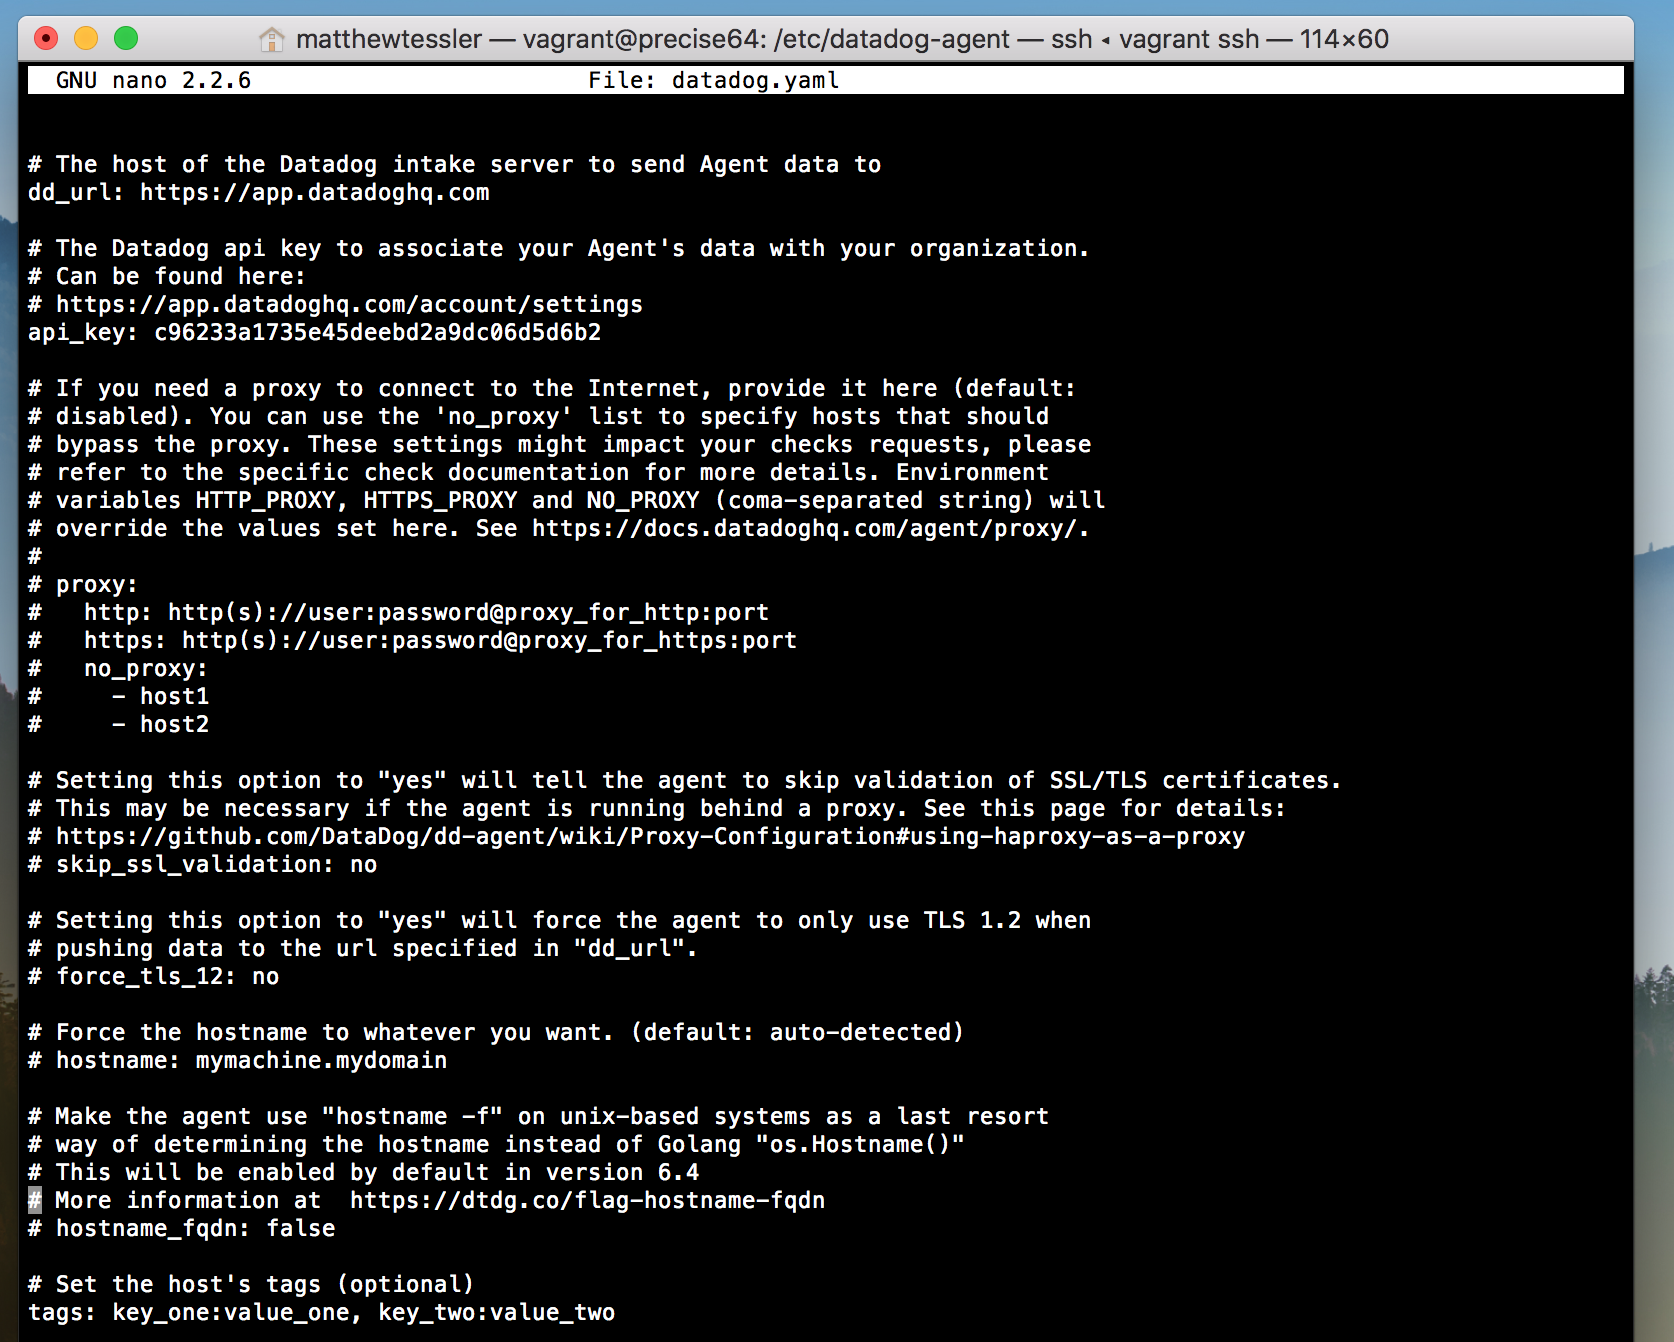 matthewtessler — vagrant@precise64: /etc/datadog-agent — ssh ◂ vagrant ssh — 114×60
GNU nano 2.2.6 File: datadog.yaml
# The host of the Datadog intake server to send Agent data to
dd_url: https://app.datadoghq.com
# The Datadog api key to associate your Agent's data with your organization.
# Can be found here:
# https://app.datadoghq.com/account/settings
api_key: c96233a1735e45deebd2a9dc06d5d6b2
# If you need a proxy to connect to the Internet, provide it here (default:
# disabled). You can use the 'no_proxy' list to specify hosts that should
# bypass the proxy. These settings might impact your checks requests, please
# refer to the specific check documentation for more details. Environment
# variables HTTP_PROXY, HTTPS_PROXY and NO_PROXY (coma-separated string) will
# override the values set here. See https://docs.datadoghq.com/agent/proxy/.
#
# proxy:
#   http: http(s)://user:password@proxy_for_http:port
#   https: http(s)://user:password@proxy_for_https:port
#   no_proxy:
#     - host1
#     - host2
# Setting this option to "yes" will tell the agent to skip validation of SSL/TLS certificates.
# This may be necessary if the agent is running behind a proxy. See this page for details:
# https://github.com/DataDog/dd-agent/wiki/Proxy-Configuration#using-haproxy-as-a-proxy
# skip_ssl_validation: no
# Setting this option to "yes" will force the agent to only use TLS 1.2 when
# pushing data to the url specified in "dd_url".
# force_tls_12: no
# Force the hostname to whatever you want. (default: auto-detected)
# hostname: mymachine.mydomain
# Make the agent use "hostname -f" on unix-based systems as a last resort
# way of determining the hostname instead of Golang "os.Hostname()"
# This will be enabled by default in version 6.4
# More information at  https://dtdg.co/flag-hostname-fqdn
# hostname_fqdn: false
# Set the host's tags (optional)
tags: key_one:value_one, key_two:value_two